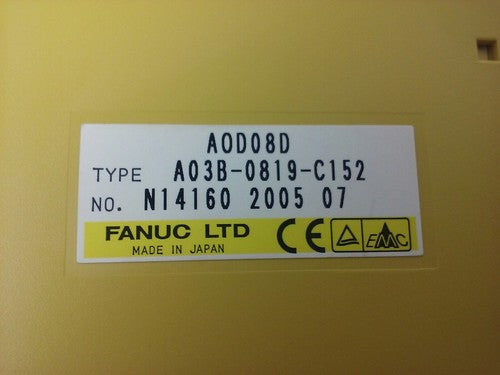 AOD08D
TYPE A03B-0819-C152
NO. N14160 2005 07
FANUC LTD CE EMC
MADE IN JAPAN